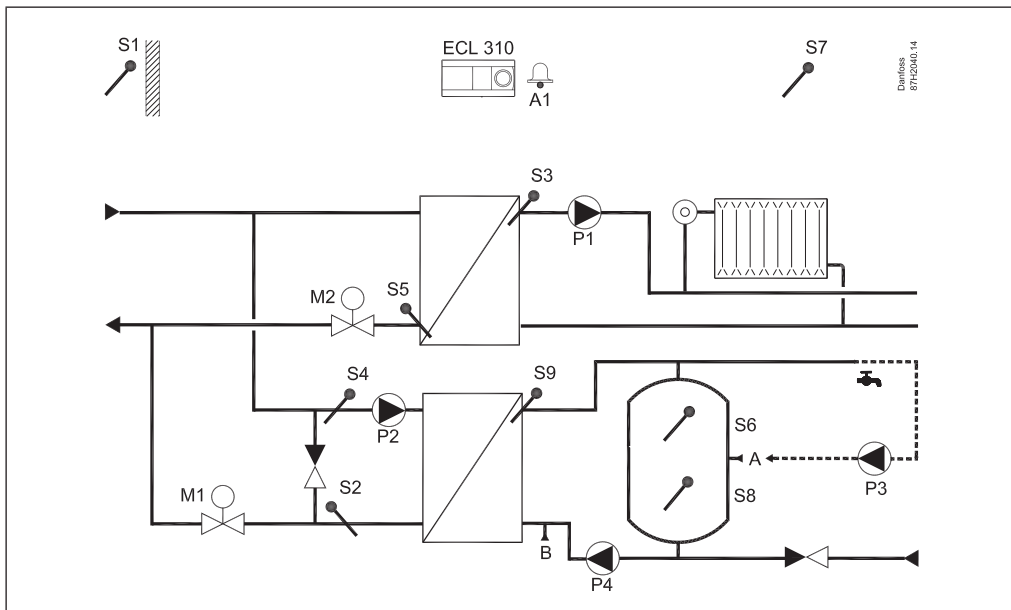 S1
ECL 310
A1
S7
Danfoss
87H2040.14
S3
P1
M2
S5
S4
P2
S9
S6
A
S8
P3
M1
S2
B
P4